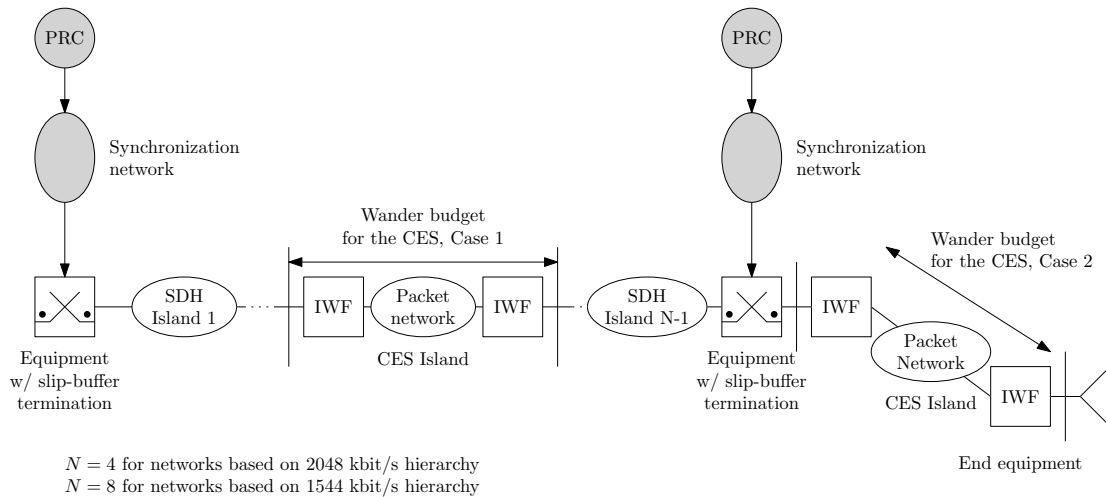 PRC
PRC
Synchronization
network
Synchronization
network
Wander budget
for the CES, Case 1
Wander budget
for the CES, Case 2
SDH
Island 1
IWF
Packet
network
IWF
SDH
Island N-1
IWF
Equipment
w/ slip-buffer
termination
CES Island
Equipment
w/ slip-buffer
termination
Packet
Network
CES Island
IWF
End equipment
N = 4 for networks based on 2048 kbit/s hierarchy
N = 8 for networks based on 1544 kbit/s hierarchy